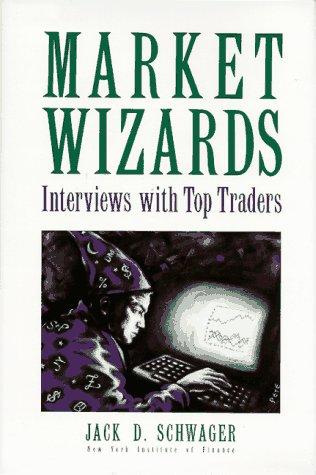 MARKET
WIZARDS
Interviews with Top Traders
JACK D. SCHWAGER
New York Institute of Finance